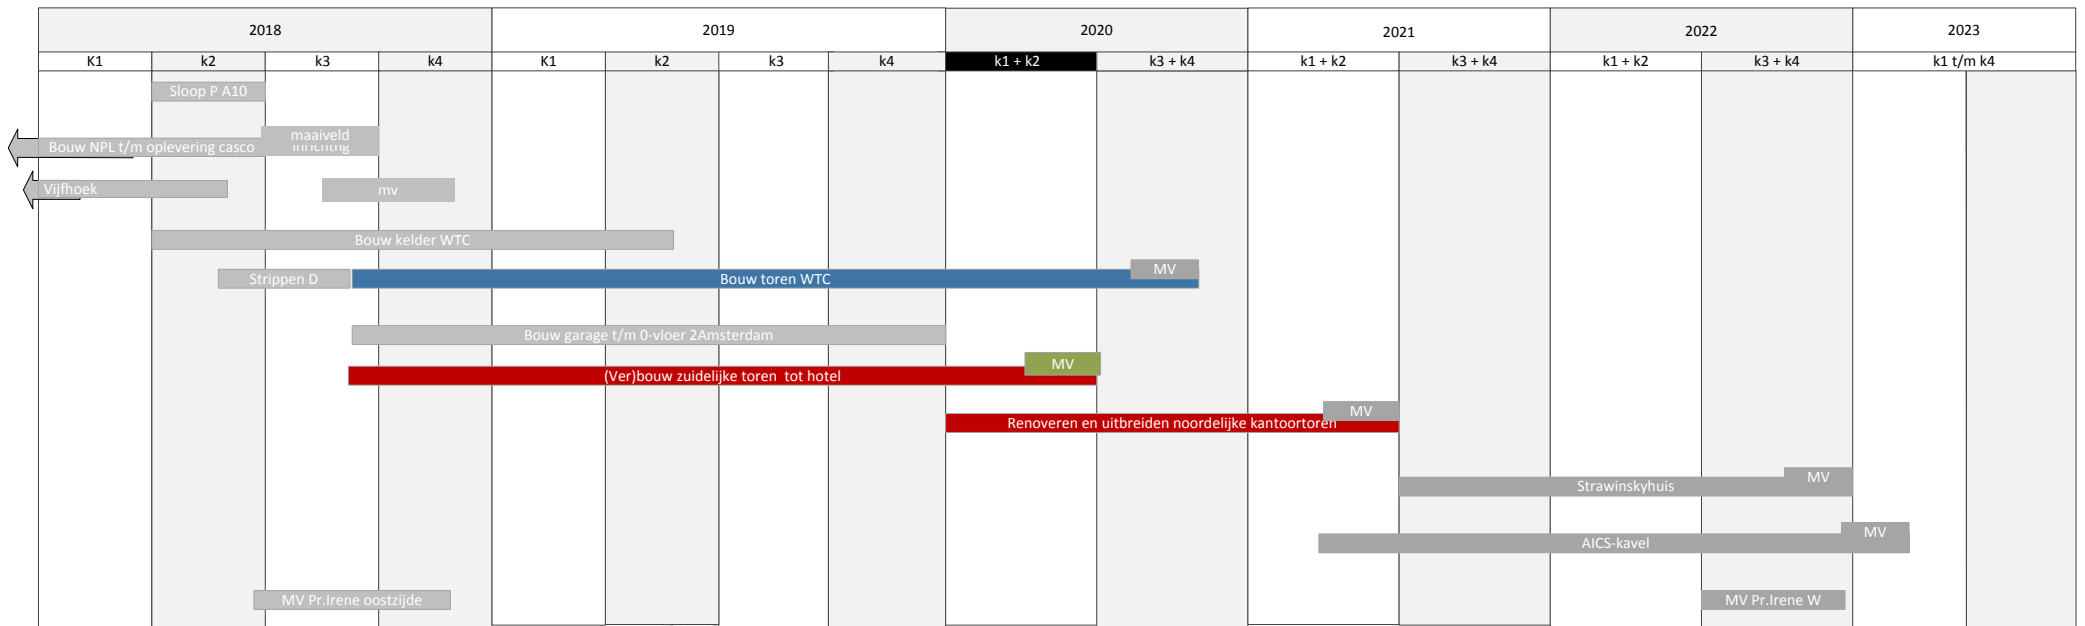 2018 2019 2020 2021 2022 2023
K1 k2 k3 k4 K1 k2 k3 k4 k1 + k2 k3 + k4 k1 + k2 k3 + k4 k1 + k2 k3 + k4 k1 t/m k4
Sloop P A10
maaiveld
Bouw NPL t/m oplevering casco inrichtng
Vijfhoek mv
Bouw kelder WTC
MV
Strippen D Bouw toren WTC
Bouw garage t/m 0-vloer 2Amsterdam
MV
(Ver)bouw zuidelijke toren tot hotel
MV
Renoveren en uitbreiden noordelijke kantoortoren
MV
Strawinskyhuis
MV
AICS-kavel
MV Pr.Irene oostzijde MV Pr.Irene W